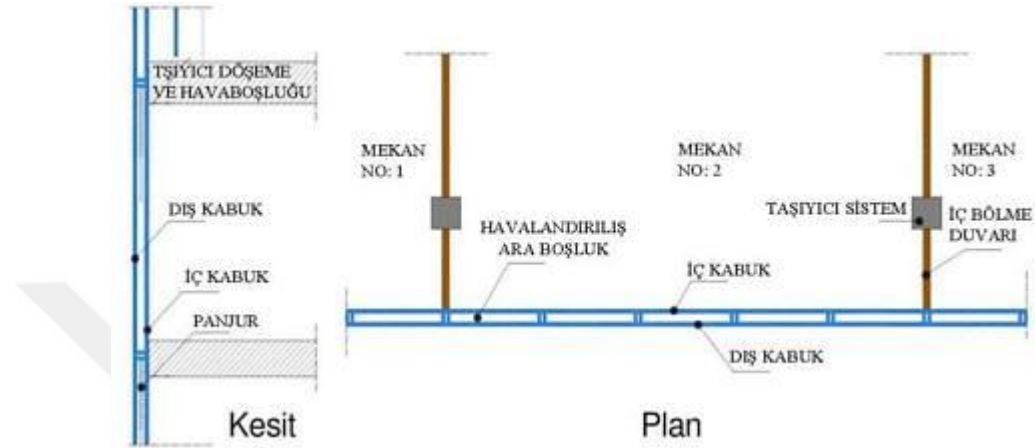 TŞIYICI DÖŞEME
VE HAVABOŞLUĞU
DIŞ KABUK
İÇ KABUK
PANJUR
Kesit
MEKAN
NO: 1
MEKAN
NO: 2
MEKAN
NO: 3
TAŞIYICI SİSTEM
İÇ BÖLME
DUVARI
HAVALANDIRILIŞ
ARA BOŞLUK
İÇ KABUK
DIŞ KABUK
Plan